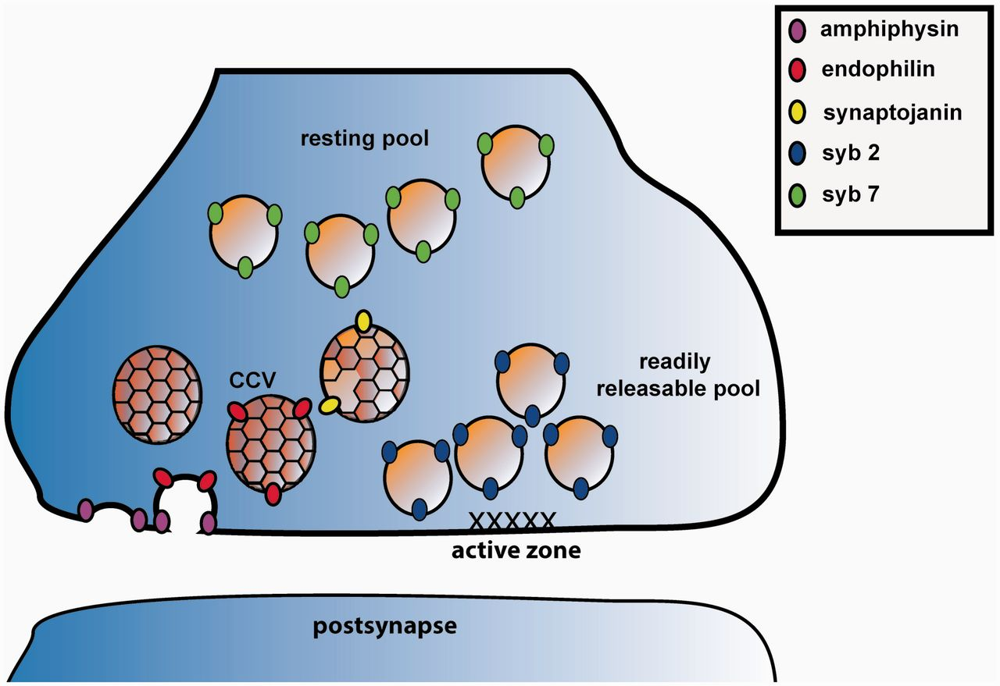 amphiphysin
endophilin
synaptojanin
syb 2
syb 7
resting pool
CCV
readily
releasable pool
XXXXX
active zone
postsynapse